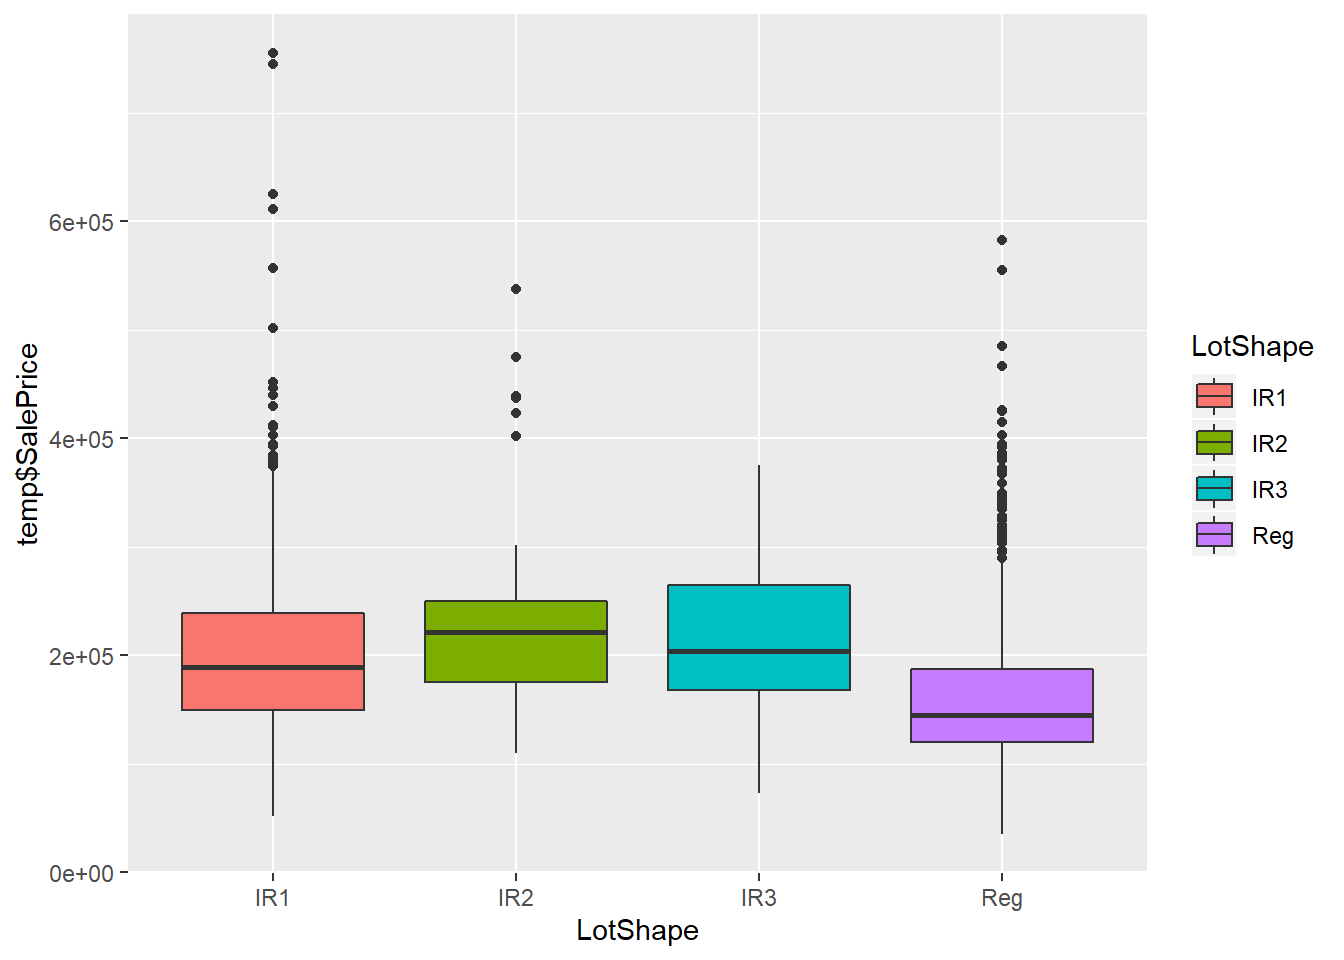 temp$SalePrice
6e+05
4e+05
2e+05
0e+00
IR1
IR2
IR3
Reg
LotShape
LotShape
IR1
IR2
IR3
Reg